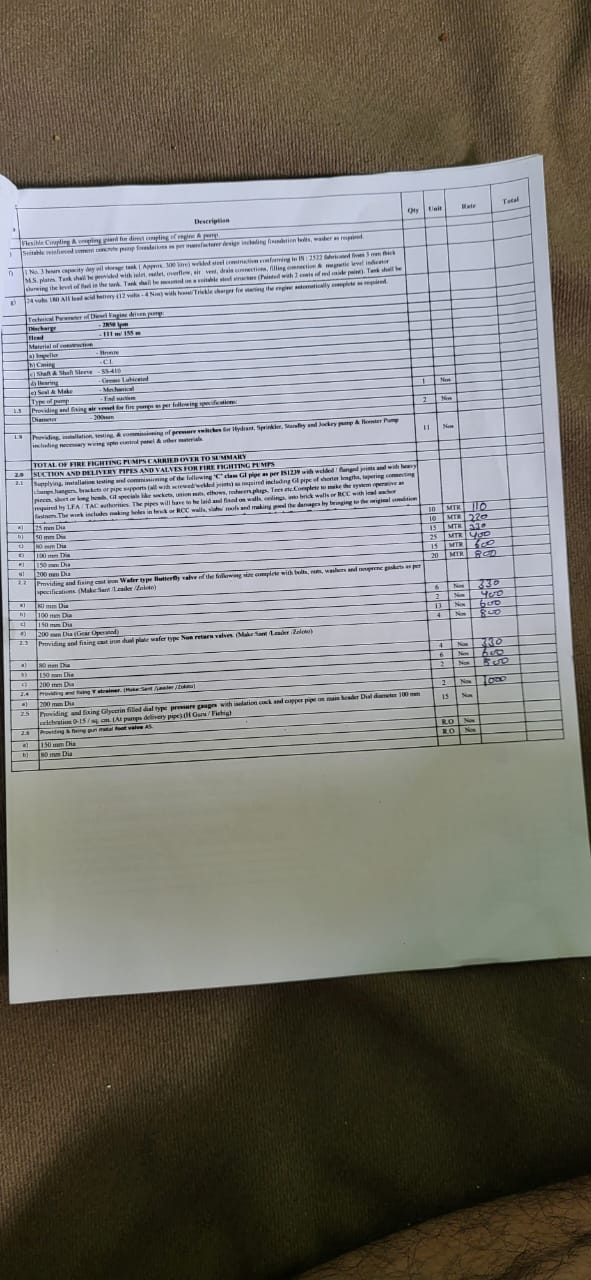 Description Qty Unit Rate Total
Flexible Coupling & coupling guard for direct coupling of engine & pump.
Suitable reinforced cement concrete pump foundations as per manufacturer design including foundation bolts, washer as required.
f) 1 No. 3 hours capacity day oil storage tank ( Approx. 300 litre) welded steel construction conforming to IS : 2522 fabricated from 3 mm thick
M.S. plates. Tank shall be provided with inlet, outlet, overflow, air vent, drain connections, filling connection & magnetic level indicator
showing the level of fuel in the tank. Tank shall be mounted on a suitable steel structure (Painted with 2 coats of red oxide paint). Tank shall be
g) 24 volts 180 AH lead acid battery (12 volts - 4 Nos) with boost/Trickle charger for starting the engine automatically complete as required.
Technical Parameter of Diesel Engine driven pump:
Discharge - 2850 lpm
Head - 111 m/ 155 m
Material of construction
a) Impeller - Bronze
b) Casing - C.I.
c) Shaft & Shaft Sleeve - SS-410
d) Bearing - Grease Lubricated
e) Seal & Make - Mechanical
Type of pump - End suction 1 Nos
1.5 Providing and fixing air vessel for fire pumps as per following specifications:
Diameter - 200mm 2 Nos
1.9 Providing, installation, testing, & commissioning of pressure switches for Hydrant, Sprinkler, Standby and Jockey pump & Booster Pump
including necessary wiring upto control panel & other materials. 11 Nos
TOTAL OF FIRE FIGHTING PUMPS CARRIED OVER TO SUMMARY
2.0 SUCTION AND DELIVERY PIPES AND VALVES FOR FIRE FIGHTING PUMPS
2.1 Supplying, installation testing and commissioning of the following 'C' class GI pipe as per IS1239 with welded / flanged joints and with heavy
clamps,hangers, brackets or pipe supports (all with screwed/welded joints) as required including GI pipe of shorter lengths, tapering connecting
pieces, short or long bends, GI specials like sockets, union nuts, elbows, reducers,plugs, Tees etc.Complete to make the system operative as
required by LFA / TAC authorities. The pipes will have to be laid and fixed on walls, ceilings, into brick walls or RCC with lead anchor
fastners.The work includes making holes in brick or RCC walls, slabs/ roofs and making good the damages by bringing to the original condition
a) 25 mm Dia 10 MTR 110
b) 50 mm Dia 10 MTR 220
c) 80 mm Dia 15 MTR 330
d) 100 mm Dia 25 MTR 400
e) 150 mm Dia 15 MTR 600
g) 200 mm Dia 20 MTR 800
2.2 Providing and fixing cast iron Wafer type Butterfly valve of the following size complete with bolts, nuts, washers and neoprene gaskets as per
specifications. (Make:Sant /Leader /Zoloto)
a) 80 mm Dia 6 Nos 330
b) 100 mm Dia 2 Nos 400
c) 150 mm Dia 13 Nos 600
d) 200 mm Dia (Gear Operated) 4 Nos 800
2.3 Providing and fixing cast iron dual plate wafer type Non return valves. (Make:Sant /Leader /Zoloto)
a) 80 mm Dia 4 Nos 330
b) 150 mm Dia 6 Nos 600
c) 200 mm Dia 2 Nos 800
2.4 Providing and fixing Y strainer. (Make:Sant /Leader /Zoloto)
a) 200 mm Dia 2 Nos 1000
2.5 Providing and fixing Glycerin filled dial type pressure gauges with isolation cock and copper pipe on main header Dial diameter 100 mm
celebration 0-15 / sq. cm. (At pumps delivery pipe) (H Guru / Fiebig) 15 Nos
2.6 Providing & fixing gun metal foot valve AS.
a) 150 mm Dia R.O Nos
b) 80 mm Dia R.O Nos